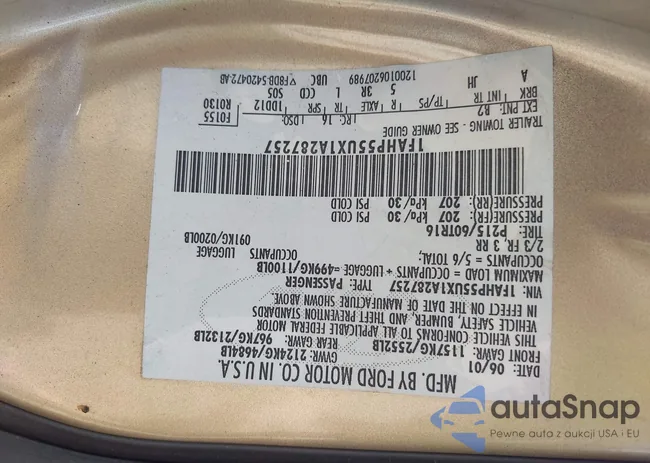 MFD. BY FORD MOTOR CO. IN U.S.A.
DATE: 06/01 GVWR: 2124KG/4684LB
FRONT GAWR: 1157KG/2552LB REAR GAWR: 967KG/2132LB
THIS VEHICLE CONFORMS TO ALL APPLICABLE FEDERAL MOTOR
VEHICLE SAFETY, BUMPER, AND THEFT PREVENTION STANDARDS
IN EFFECT ON THE DATE OF MANUFACTURE SHOWN ABOVE.
VIN: 1FAHP55UX1A287257 TYPE: PASSENGER
MAXIMUM LOAD = OCCUPANTS + LUGGAGE =499KG/1100LB
OCCUPANTS = 5/6 TOTAL: OCCUPANTS LUGGAGE
2/3 FR, 3 RR 091KG/0200LB
TIRE: P215/60TR16
PRESSURE(FR) 207 kPa/30 PSI COLD
PRESSURE(RR) 207 kPa/30 PSI COLD
1FAHP55UX1A287257
TRAILER TOWING - SEE OWNER GUIDE
EXT PNT: B2 RC: 16 DSO: F0155
R0130
BRK INT TR TP/PS R AXLE TR SPR 1D012
A JH 5 3R L CCD S05
1200106207989 UBC F8DB-5420472-AB
autaSnap
Pewne auta z aukcji USA i EU